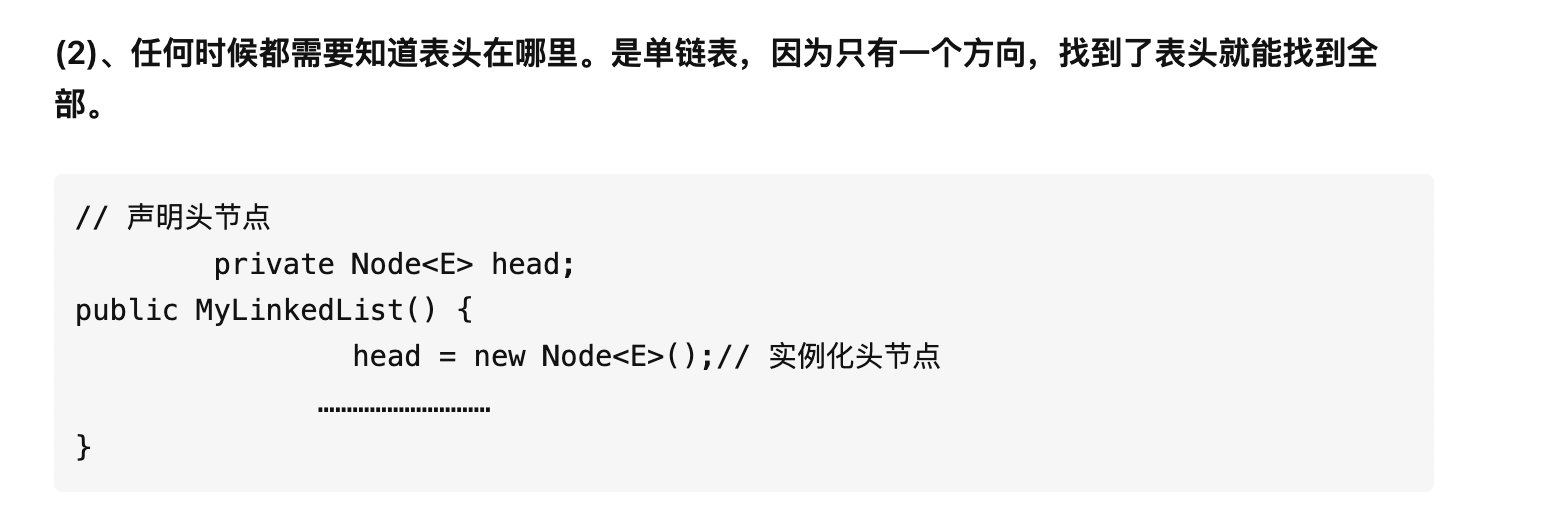 (2)、任何时候都需要知道表头在哪里。是单链表，因为只有一个方向，找到了表头就能找到全
部。
// 声明头节点
        private Node<E> head;
public MyLinkedList() {
                head = new Node<E>();// 实例化头节点
              …………………………
}